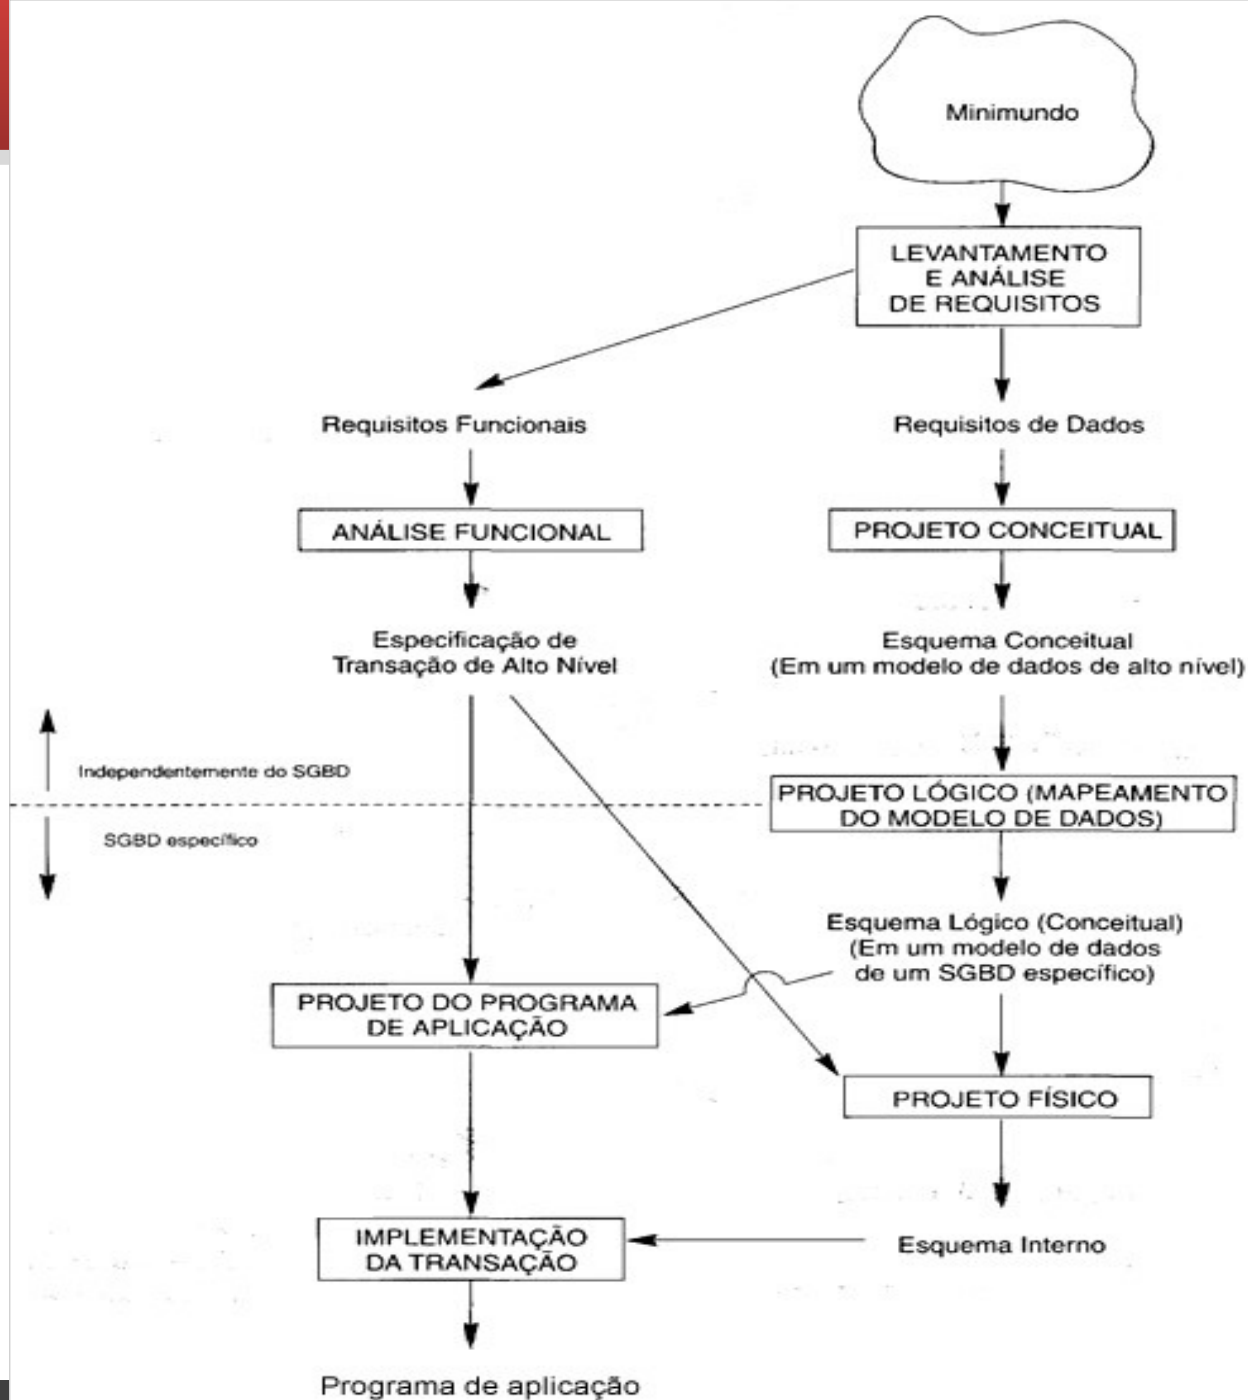 Minimundo
LEVANTAMENTO
E ANÁLISE
DE REQUISITOS
Requisitos Funcionais
Requisitos de Dados
ANÁLISE FUNCIONAL
PROJETO CONCEITUAL
Especificação de
Transação de Alto Nível
Esquema Conceitual
(Em um modelo de dados de alto nível)
Independentemente do SGBD
SGBD específico
PROJETO LÓGICO (MAPEAMENTO
DO MODELO DE DADOS)
Esquema Lógico (Conceitual)
(Em um modelo de dados
de um SGBD específico)
PROJETO DO PROGRAMA
DE APLICAÇÃO
PROJETO FÍSICO
IMPLEMENTAÇÃO
DA TRANSAÇÃO
Esquema Interno
Programa de aplicação